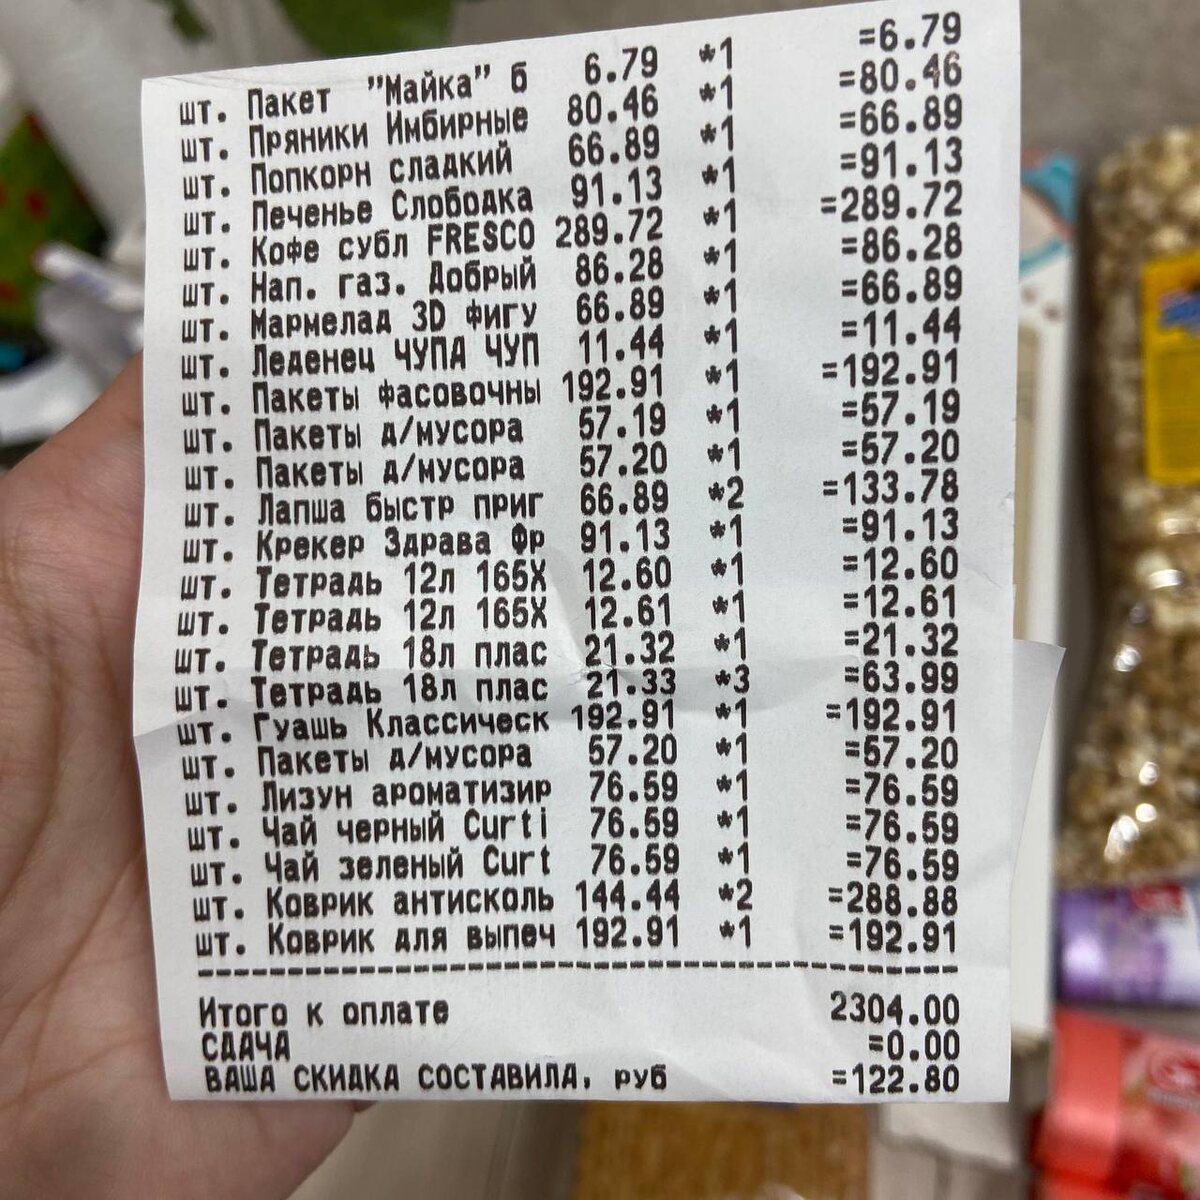 шт. Пакет "Майка" б 6.79 *1 =6.79
шт. Пряники Имбирные 80.46 *1 =80.46
шт. Попкорн сладкий 66.89 *1 =66.89
шт. Печенье Слободка 91.13 *1 =91.13
шт. Кофе субл FRESCO 289.72 *1 =289.72
шт. Нап. газ. Добрый 86.28 *1 =86.28
шт. Мармелад 3D фигу 66.89 *1 =66.89
шт. Леденец ЧУПА ЧУП 11.44 *1 =11.44
шт. Пакеты фасовочны 192.91 *1 =192.91
шт. Пакеты д/мусора 57.19 *1 =57.19
шт. Пакеты д/мусора 57.20 *1 =57.20
шт. Лапша быстр приг 66.89 *2 =133.78
шт. Крекер Здрава Фр 91.13 *1 =91.13
шт. Тетрадь 12л 165Х 12.60 *1 =12.60
шт. Тетрадь 12л 165Х 12.61 *1 =12.61
шт. Тетрадь 18л плас 21.32 *1 =21.32
шт. Тетрадь 18л плас 21.33 *3 =63.99
шт. Гуашь Классическ 192.91 *1 =192.91
шт. Пакеты д/мусора 57.20 *1 =57.20
шт. Лизун ароматизир 76.59 *1 =76.59
шт. Чай черный Curti 76.59 *1 =76.59
шт. Чай зеленый Curt 76.59 *1 =76.59
шт. Коврик антисколь 144.44 *2 =288.88
шт. Коврик для выпеч 192.91 *1 =192.91
Итого к оплате 2304.00
СДАЧА =0.00
ВАША СКИДКА СОСТАВИЛА, руб =122.80